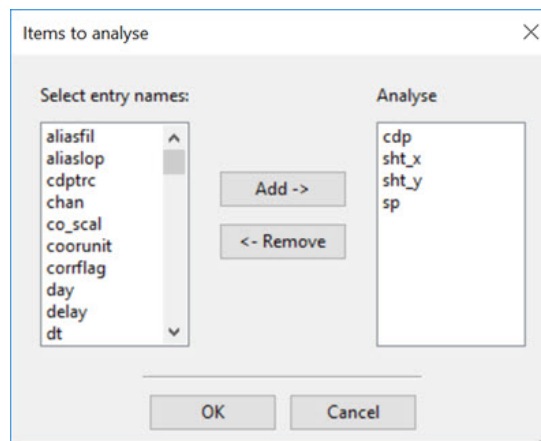 Items to analyse
Select entry names:
Analyse
aliasfil
aliaslop
cdptrc
chan
co_scal
coorunit
corrflag
day
delay
dt
Add ->
<- Remove
cdp
sht_x
sht_y
sp
OK
Cancel